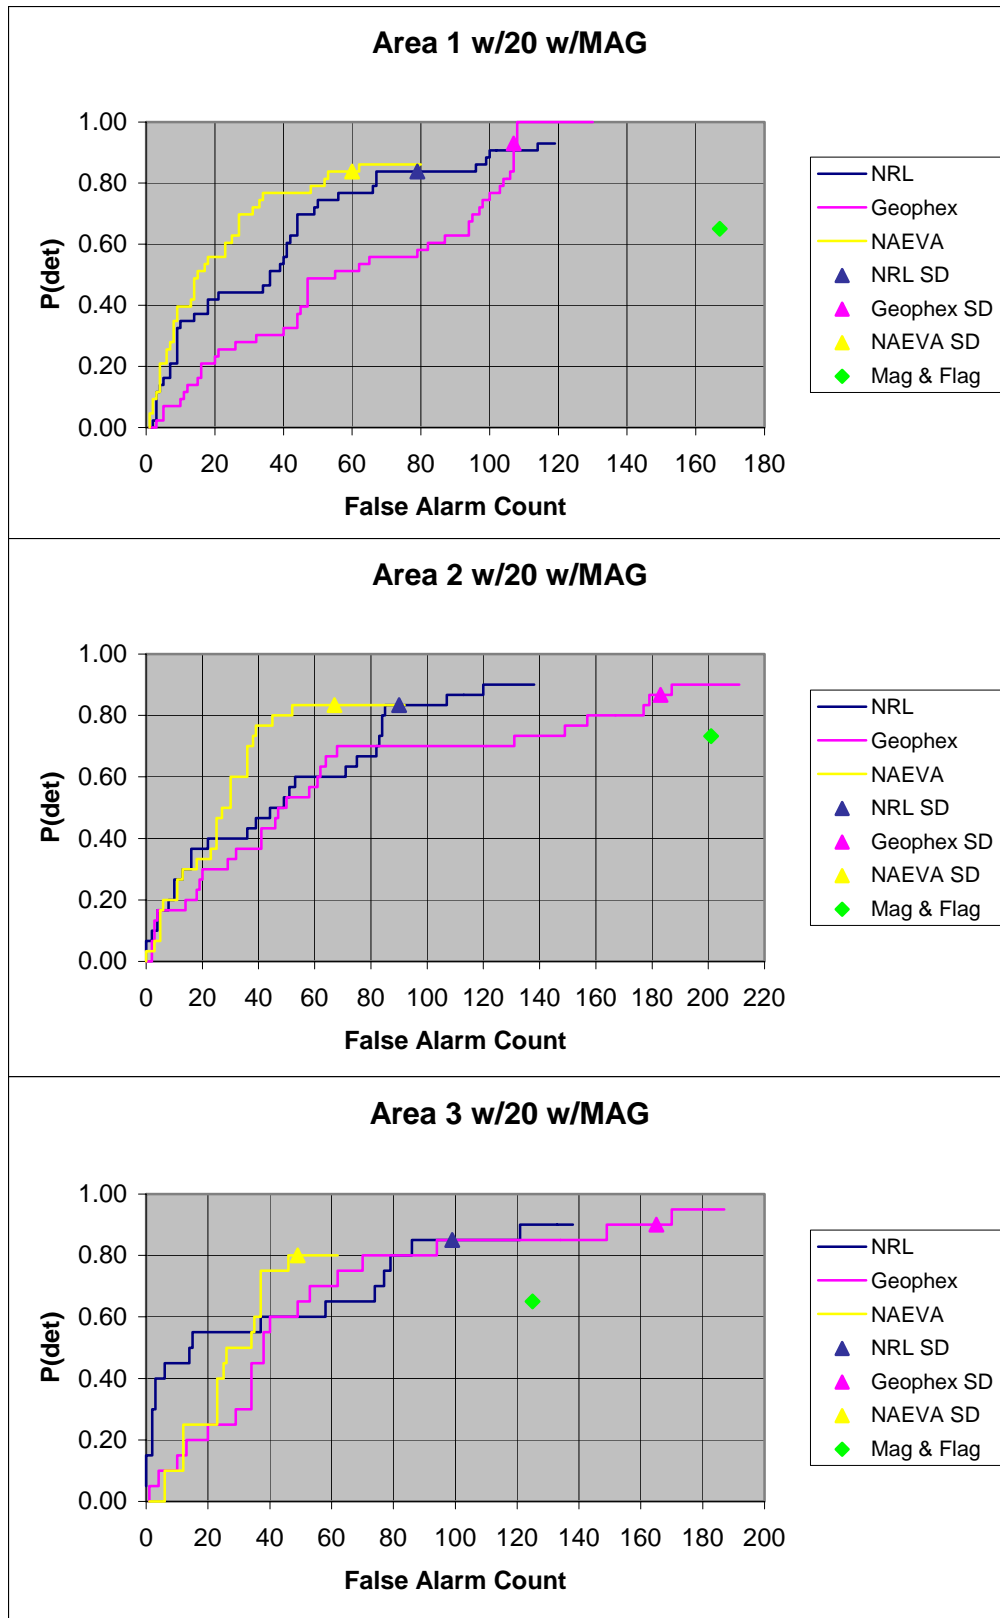 Area 1 w/20 w/MAG
P(det)
1.00
0.80
0.60
0.40
0.20
0.00
0 20 40 60 80 100 120 140 160 180
False Alarm Count
NRL
Geophex
NAEVA
NRL SD
Geophex SD
NAEVA SD
Mag & Flag
Area 2 w/20 w/MAG
P(det)
1.00
0.80
0.60
0.40
0.20
0.00
0 20 40 60 80 100 120 140 160 180 200 220
False Alarm Count
NRL
Geophex
NAEVA
NRL SD
Geophex SD
NAEVA SD
Mag & Flag
Area 3 w/20 w/MAG
P(det)
1.00
0.80
0.60
0.40
0.20
0.00
0 20 40 60 80 100 120 140 160 180 200
False Alarm Count
NRL
Geophex
NAEVA
NRL SD
Geophex SD
NAEVA SD
Mag & Flag